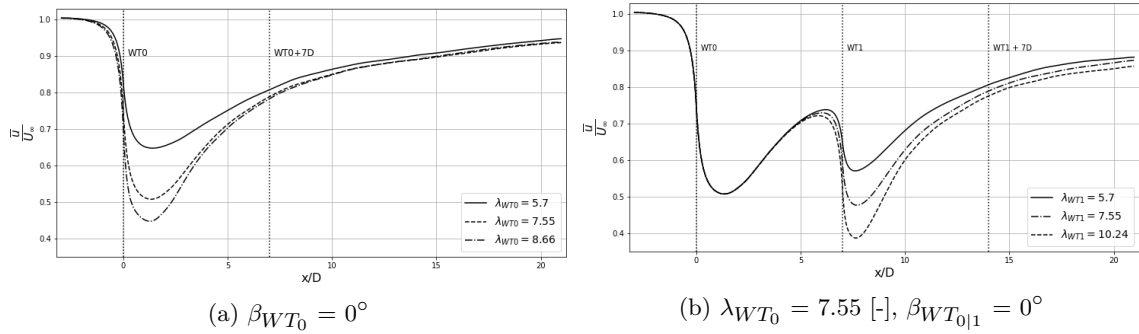 1.0
0.9
0.8
0.7
0.6
0.5
0.4
u̅
U∞
WT0
WT0+7D
λWT0 = 5.7
λWT0 = 7.55
λWT0 = 8.66
0 5 10 15 20
x/D
(a) βWT0 = 0°
1.0
0.9
0.8
0.7
0.6
0.5
0.4
u̅
U∞
WT0
WT1
WT1 + 7D
λWT1 = 5.7
λWT1 = 7.55
λWT1 = 10.24
0 5 10 15 20
x/D
(b) λWT0 = 7.55 [-], βWT0|1 = 0°